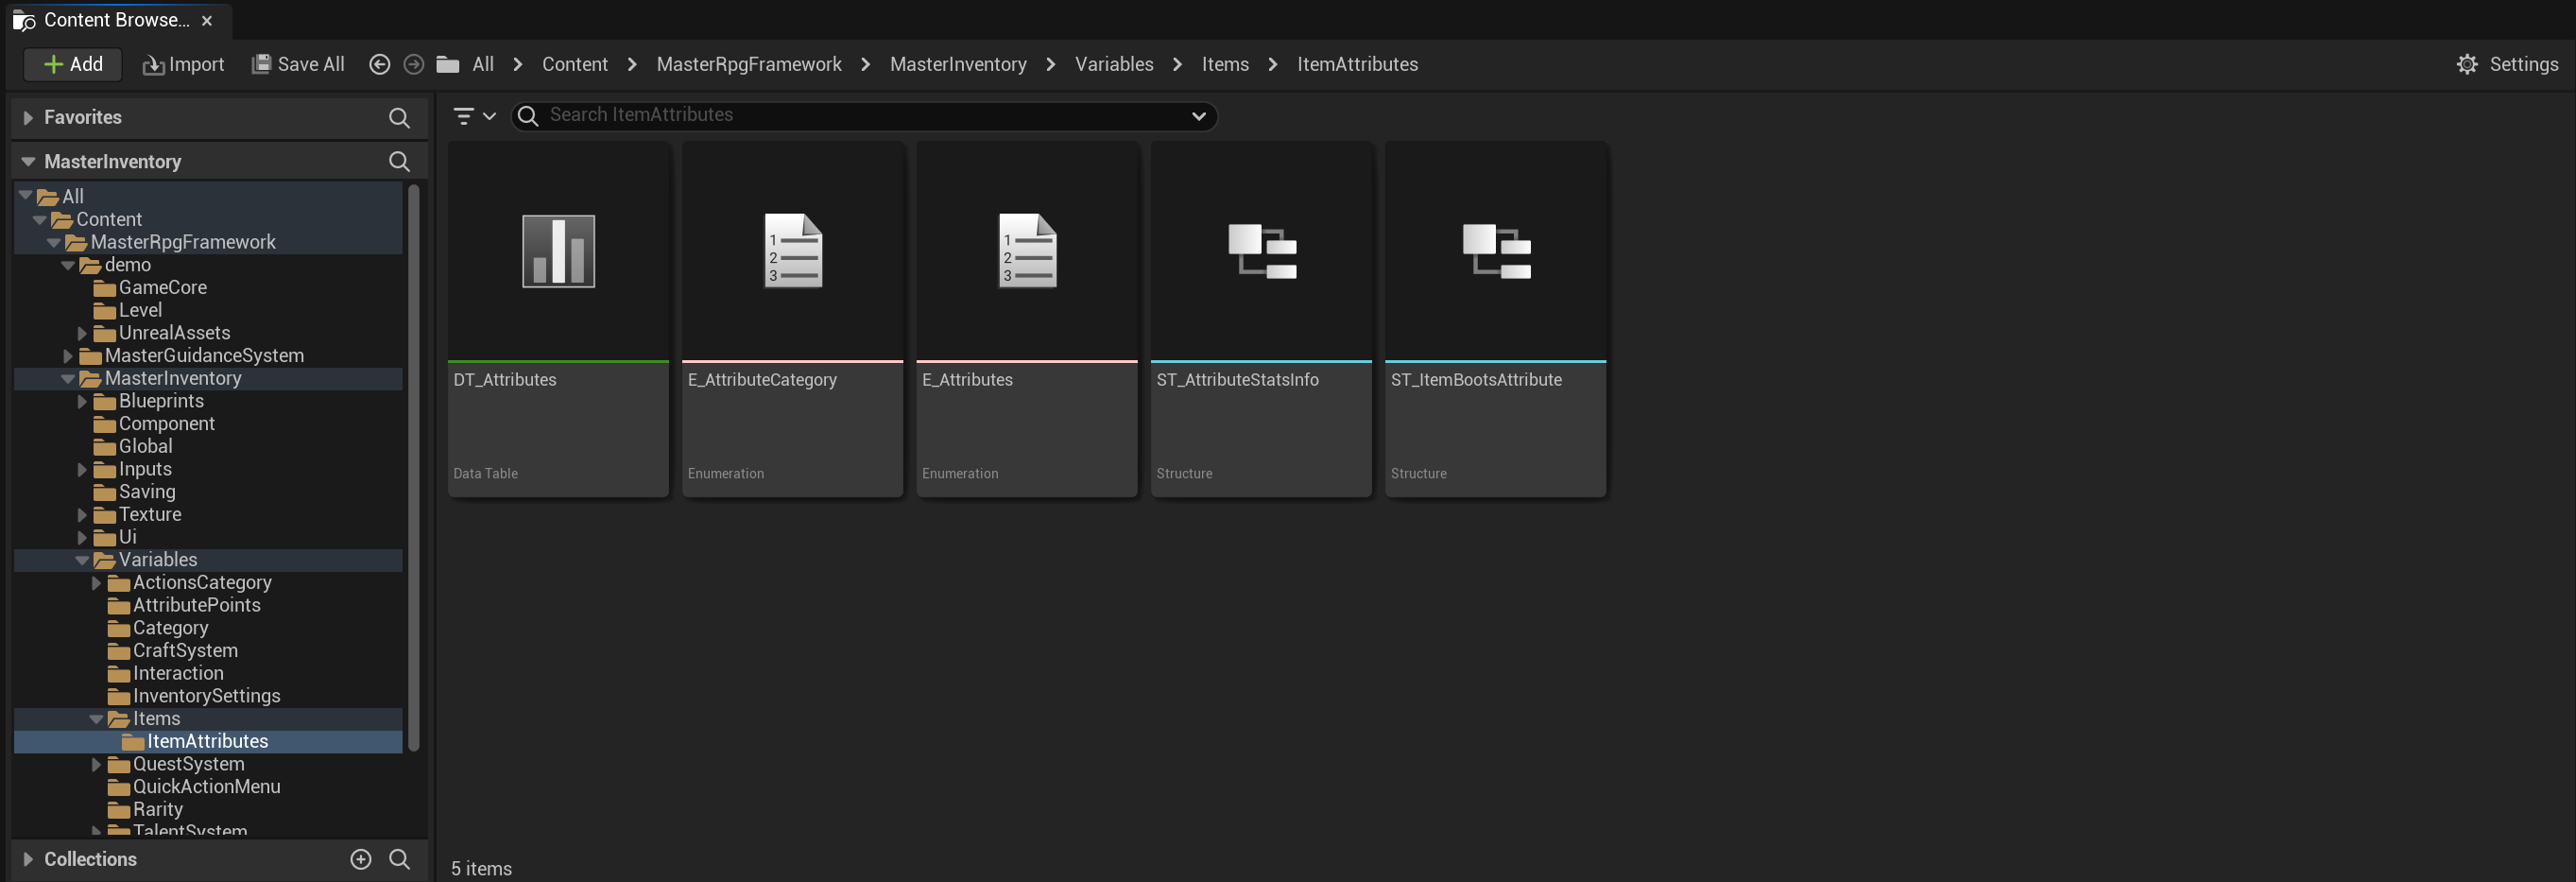 Content Browse...
Add
Import
Save All
All
Content
MasterRpgFramework
MasterInventory
Variables
Items
ItemAttributes
Settings
Favorites
Search ItemAttributes
MasterInventory
All
Content
MasterRpgFramework
demo
GameCore
Level
UnrealAssets
MasterGuidanceSystem
MasterInventory
Blueprints
Component
Global
Inputs
Saving
Texture
Ui
Variables
ActionsCategory
AttributePoints
Category
CraftSystem
Interaction
InventorySettings
Items
ItemAttributes
QuestSystem
QuickActionMenu
Rarity
TalentSystem
Collections
1
2
3
1
2
3
DT_Attributes
Data Table
E_AttributeCategory
Enumeration
E_Attributes
Enumeration
ST_AttributeStatsInfo
Structure
ST_ItemBootsAttribute
Structure
5 items